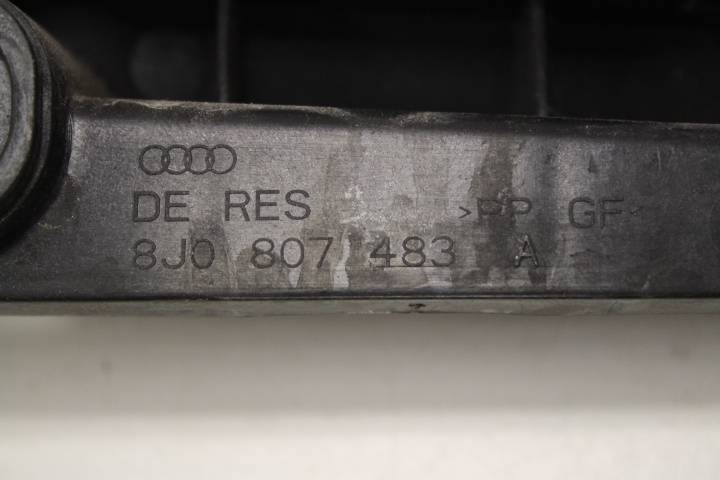 DE RES >PP GF<
8J0 807 483 A